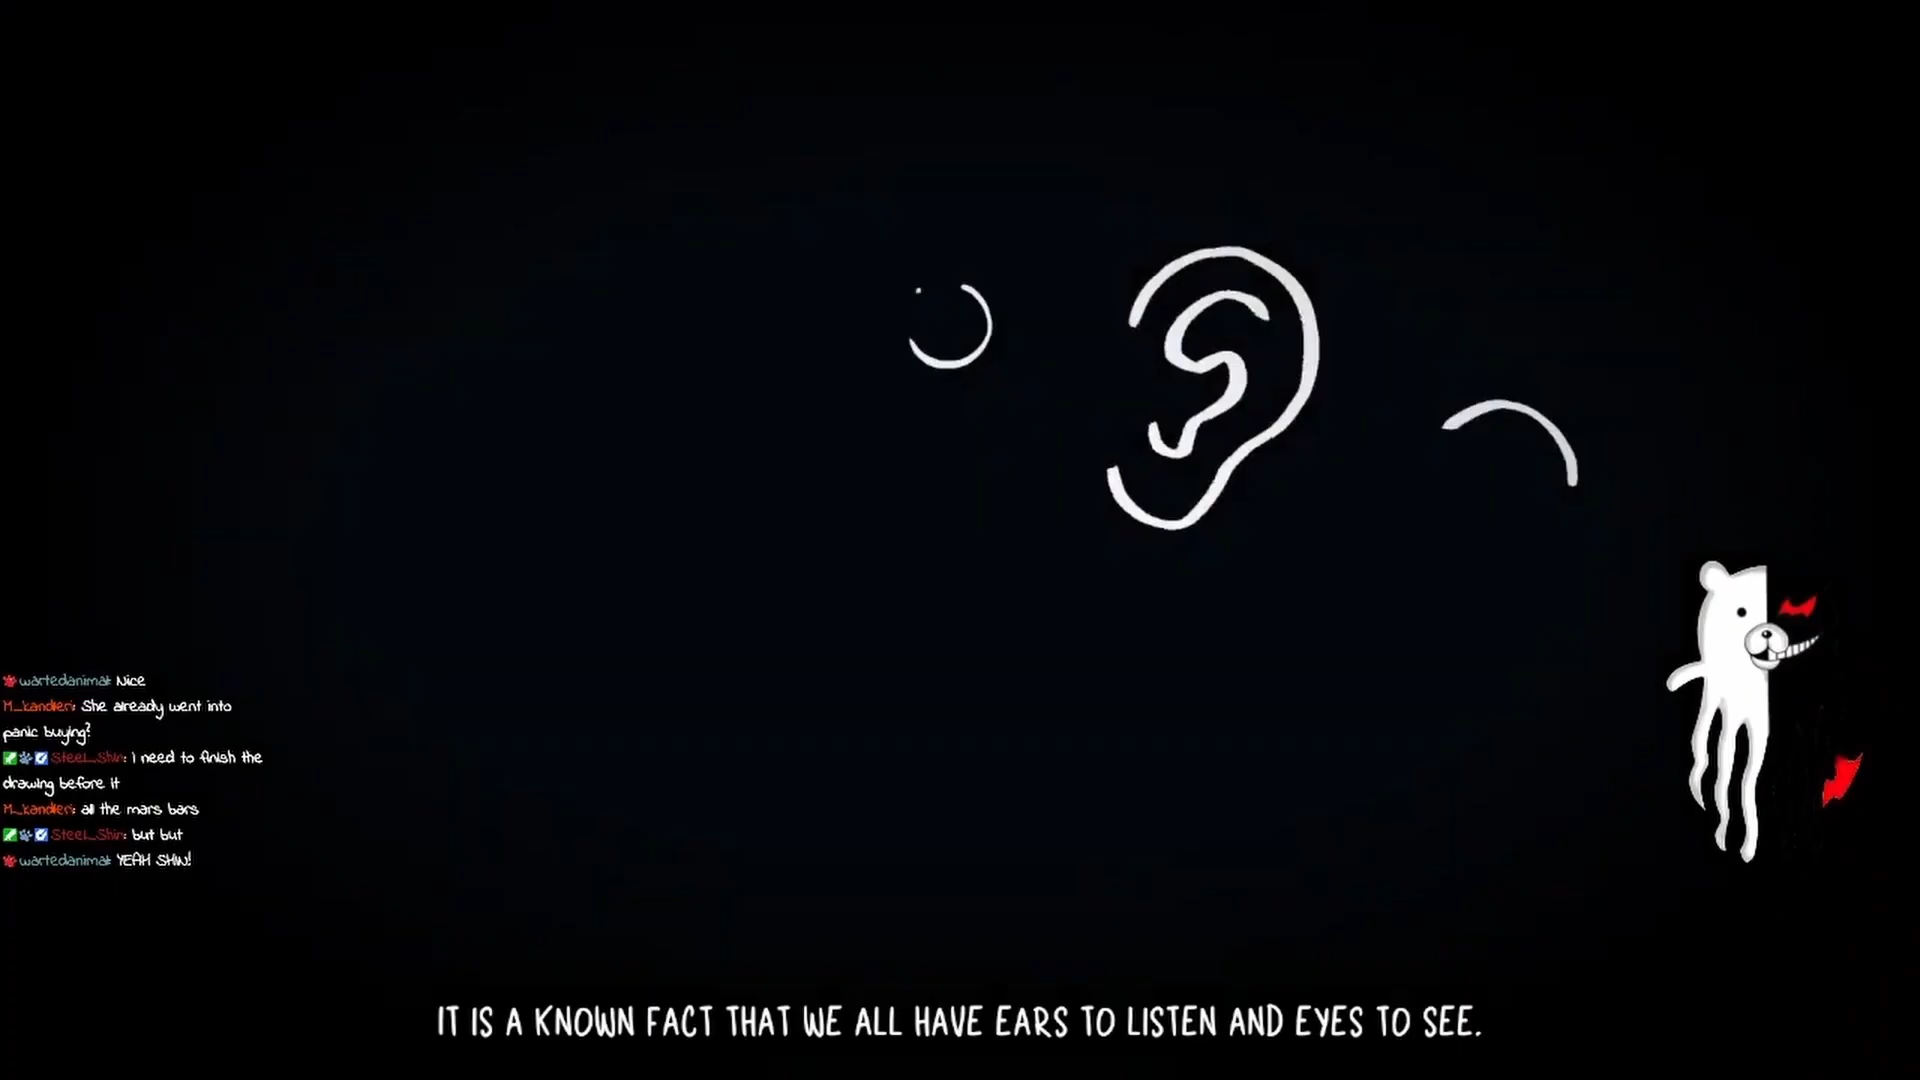 wartedanimal: Nice
M_kandleri: She already went into
panic buying?
Steel_Shin: I need to finish the
drawing before it
M_kandleri: all the mars bars
Steel_Shin: but but
wartedanimal: YEAH SHIN!
IT IS A KNOWN FACT THAT WE ALL HAVE EARS TO LISTEN AND EYES TO SEE.